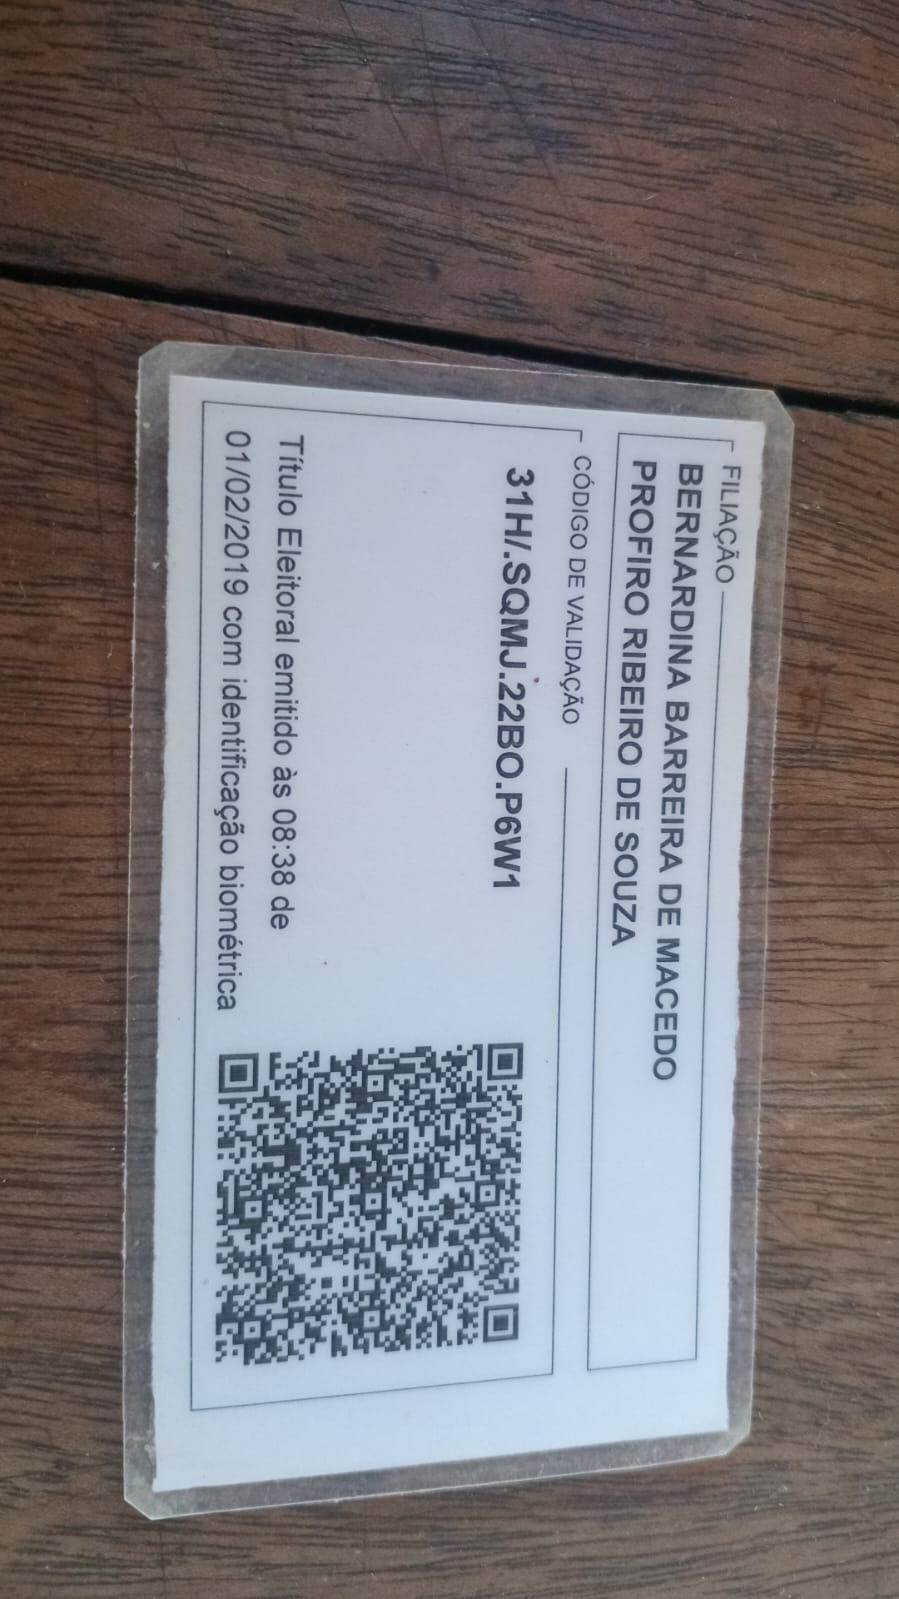 FILIAÇÃO
BERNARDINA BARREIRA DE MACEDO
PROFIRO RIBEIRO DE SOUZA
CÓDIGO DE VALIDAÇÃO
31H/.SQMJ.22BO.P6W1
Título Eleitoral emitido às 08:38 de
01/02/2019 com identificação biométrica